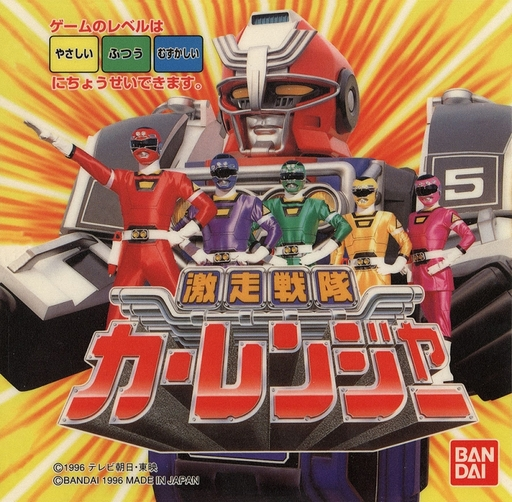 ゲームのレベルは
やさしい ふつう むずかしい
にちょうせいできます。
5
激走戦隊
カーレンジャー
©1996 テレビ朝日・東映
©BANDAI 1996 MADE IN JAPAN
BAN
DAI